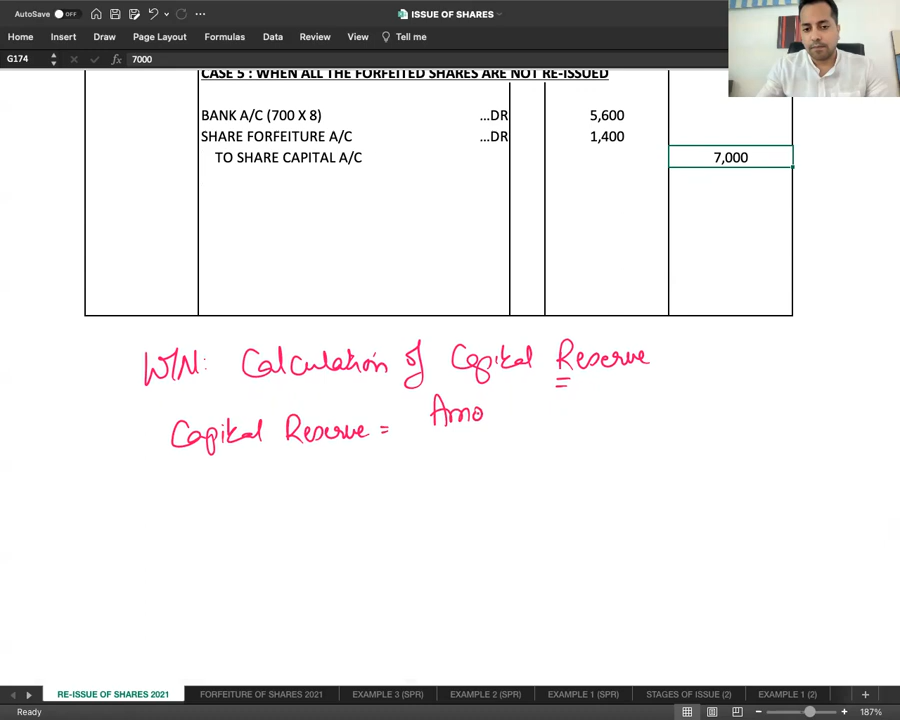 AutoSave OFF ISSUE OF SHARES
Home Insert Draw Page Layout Formulas Data Review View Tell me
G174 fx 7000
CASE 5 : WHEN ALL THE FORFEITED SHARES ARE NOT RE-ISSUED
BANK A/C (700 X 8) ...DR 5,600
SHARE FORFEITURE A/C ...DR 1,400
TO SHARE CAPITAL A/C 7,000
W/N: Calculation of Capital Reserve
Capital Reserve = Amo
RE-ISSUE OF SHARES 2021 FORFEITURE OF SHARES 2021 EXAMPLE 3 (SPR) EXAMPLE 2 (SPR) EXAMPLE 1 (SPR) STAGES OF ISSUE (2) EXAMPLE 1 (2) +
Ready 187%